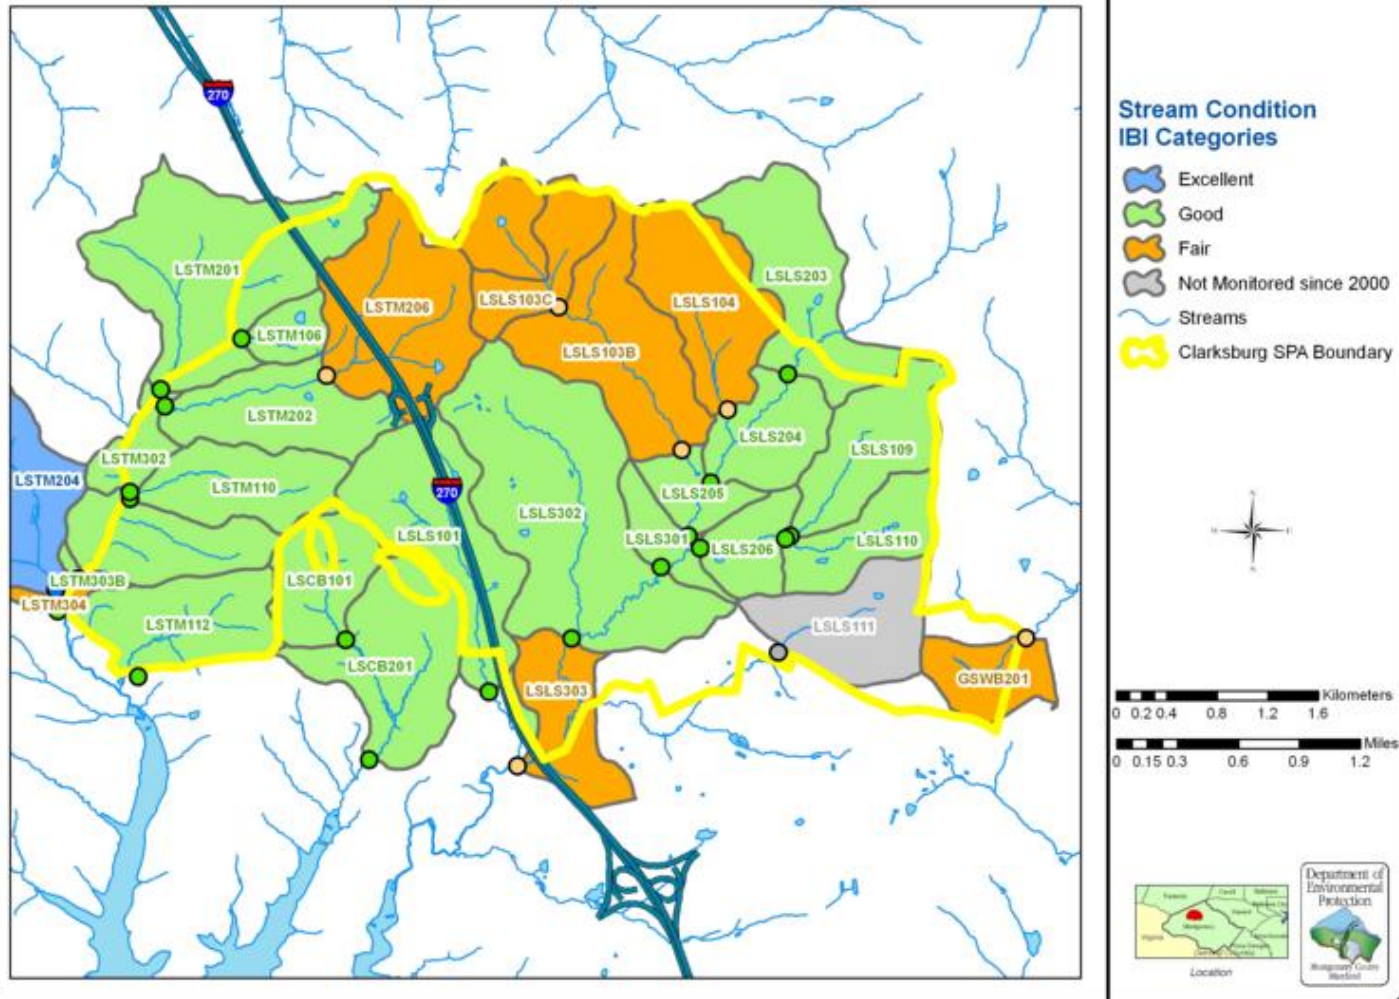 270
LSTM201
LSTM106
LSTM206
LSLS103C
LSLS104
LSLS203
LSLS103B
LSTM202
LSTM302
LSTM204
LSTM110
270
LSLS302
LSLS204
LSLS109
LSLS205
LSLS101
LSLS301
LSLS206
LSLS110
LSTM303B
LSCB101
LSTM304
LSTM112
LSLS111
LSCB201
LSLS303
GSWB201
Stream Condition
IBI Categories
Excellent
Good
Fair
Not Monitored since 2000
Streams
Clarksburg SPA Boundary
Kilometers
0 0.2 0.4 0.8 1.2 1.6
Miles
0 0.15 0.3 0.6 0.9 1.2
Location
Department of
Environmental
Protection
Montgomery County
Maryland